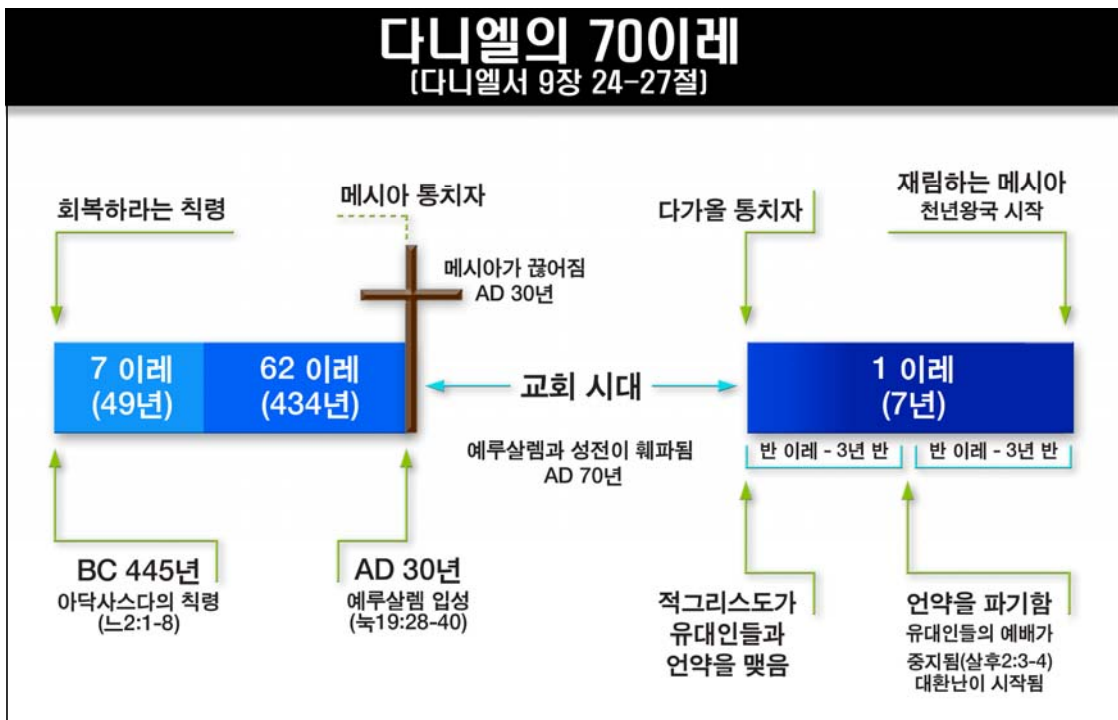 다니엘의 70이레
(다니엘서 9장 24-27절)
회복하라는 칙령
메시아 통치자
메시아가 끊어짐
AD 30년
다가올 통치자
재림하는 메시아
천년왕국 시작
7 이레
(49년)
62 이레
(434년)
교회 시대
1 이레
(7년)
예루살렘과 성전이 훼파됨
AD 70년
반 이레 - 3년 반
반 이레 - 3년 반
BC 445년
아닥사스다의 칙령
(느2:1-8)
AD 30년
예루살렘 입성
(눅19:28-40)
적그리스도가
유대인들과
언약을 맺음
언약을 파기함
유대인들의 예배가
중지됨(살후2:3-4)
대환난이 시작됨